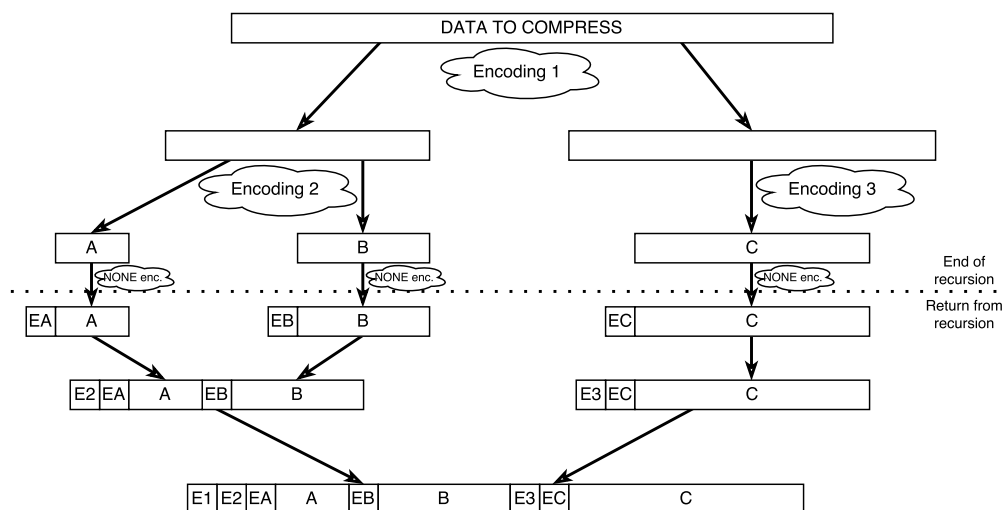 DATA TO COMPRESS
Encoding 1
Encoding 2
Encoding 3
A
B
C
NONE enc.
NONE enc.
NONE enc.
End of
recursion
Return from
recursion
EA A
EB B
EC C
E2 EA A EB B
E3 EC C
E1 E2 EA A EB B E3 EC C